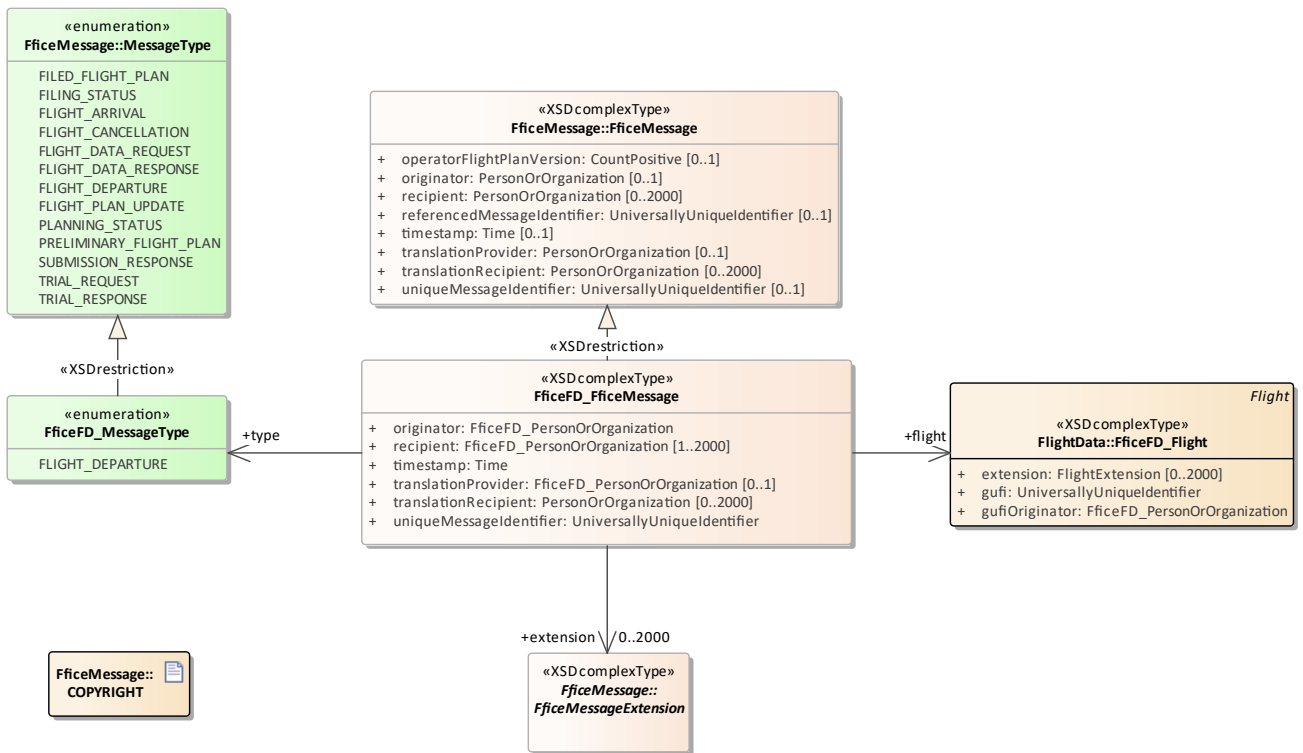 «enumeration»
FficeMessage::MessageType
FILED_FLIGHT_PLAN
FILING_STATUS
FLIGHT_ARRIVAL
FLIGHT_CANCELLATION
FLIGHT_DATA_REQUEST
FLIGHT_DATA_RESPONSE
FLIGHT_DEPARTURE
FLIGHT_PLAN_UPDATE
PLANNING_STATUS
PRELIMINARY_FLIGHT_PLAN
SUBMISSION_RESPONSE
TRIAL_REQUEST
TRIAL_RESPONSE
«XSDcomplexType»
FficeMessage::FficeMessage
+ operatorFlightPlanVersion: CountPositive [0..1]
+ originator: PersonOrOrganization [0..1]
+ recipient: PersonOrOrganization [0..2000]
+ referencedMessageIdentifier: UniversallyUniqueIdentifier [0..1]
+ timestamp: Time [0..1]
+ translationProvider: PersonOrOrganization [0..1]
+ translationRecipient: PersonOrOrganization [0..2000]
+ uniqueMessageIdentifier: UniversallyUniqueIdentifier [0..1]
«XSDrestriction»
«XSDrestriction»
«enumeration»
FficeFD_MessageType
FLIGHT_DEPARTURE
+type
«XSDcomplexType»
FficeFD_FficeMessage
+ originator: FficeFD_PersonOrOrganization
+ recipient: FficeFD_PersonOrOrganization [1..2000]
+ timestamp: Time
+ translationProvider: FficeFD_PersonOrOrganization [0..1]
+ translationRecipient: PersonOrOrganization [0..2000]
+ uniqueMessageIdentifier: UniversallyUniqueIdentifier
+flight
Flight
«XSDcomplexType»
FlightData::FficeFD_Flight
+ extension: FlightExtension [0..2000]
+ gufi: UniversallyUniqueIdentifier
+ gufiOriginator: FficeFD_PersonOrOrganization
+extension 0..2000
«XSDcomplexType»
FficeMessage::
FficeMessageExtension
FficeMessage::
COPYRIGHT